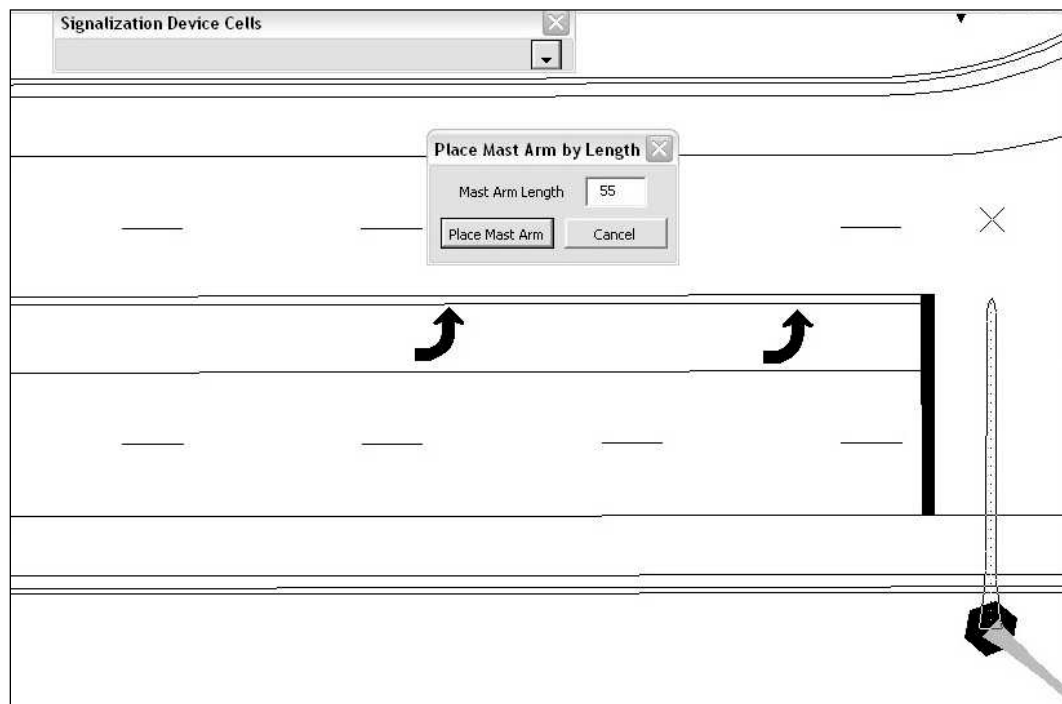 Signalization Device Cells
Place Mast Arm by Length
Mast Arm Length 55
Place Mast Arm Cancel